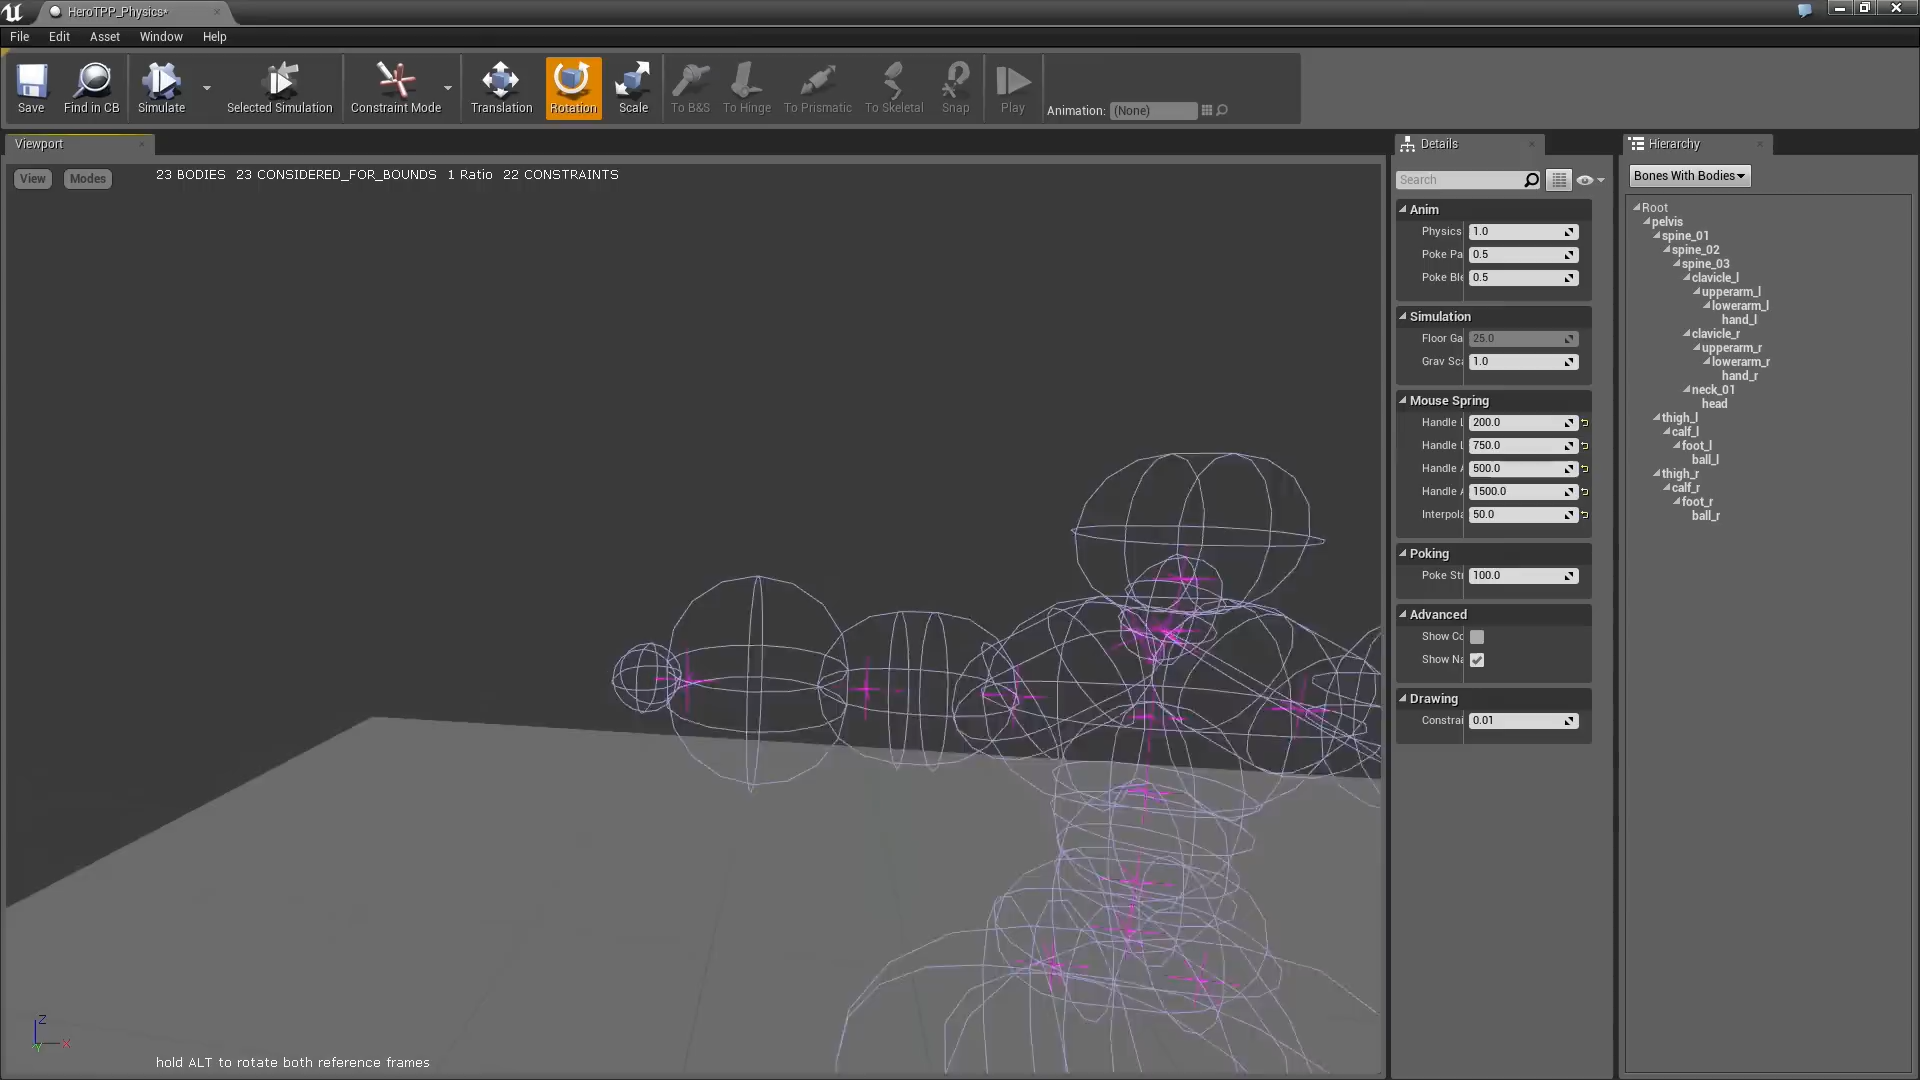 HeroTPP_Physics*
File Edit Asset Window Help
Save Find in CB Simulate Selected Simulation Constraint Mode Translation Rotation Scale To B&S To Hinge To Prismatic To Skeletal Snap Play Animation: (None)
Viewport
View Modes 23 BODIES 23 CONSIDERED_FOR_BOUNDS 1 Ratio 22 CONSTRAINTS
Z
X
Y
hold ALT to rotate both reference frames
Details
Search
Anim
Physics 1.0
Poke Pa 0.5
Poke Ble 0.5
Simulation
Floor Ga 25.0
Grav Sca 1.0
Mouse Spring
Handle L 200.0
Handle L 750.0
Handle A 500.0
Handle A 1500.0
Interpola 50.0
Poking
Poke Str 100.0
Advanced
Show Co
Show Na
Drawing
Constrai 0.01
Hierarchy
Bones With Bodies
Root
pelvis
spine_01
spine_02
spine_03
clavicle_l
upperarm_l
lowerarm_l
hand_l
clavicle_r
upperarm_r
lowerarm_r
hand_r
neck_01
head
thigh_l
calf_l
foot_l
ball_l
thigh_r
calf_r
foot_r
ball_r